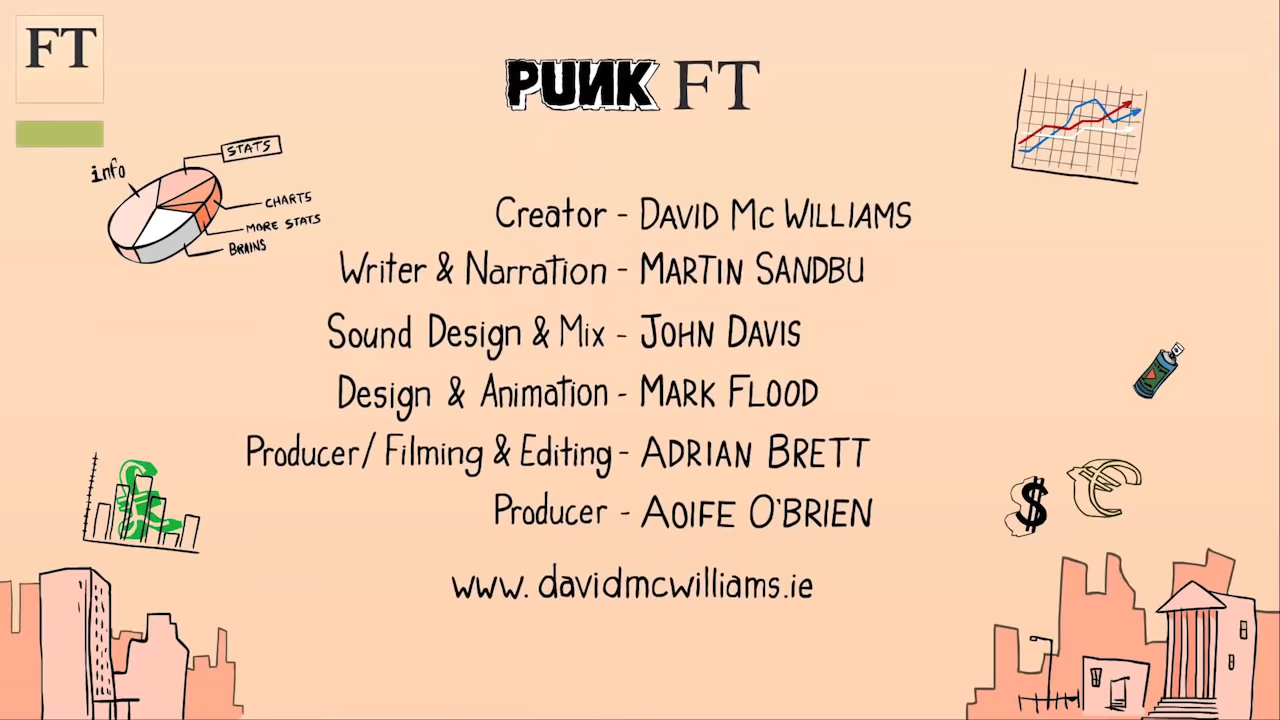 FT
PUNK FT
info
STATS
CHARTS
MORE STATS
BRAINS
Creator - DAVID MC WILLIAMS
Writer & Narration - MARTIN SANDBU
Sound Design & Mix - JOHN DAVIS
Design & Animation - MARK FLOOD
Producer/ Filming & Editing - ADRIAN BRETT
Producer - AOIFE O'BRIEN
$ €
www.davidmcwilliams.ie